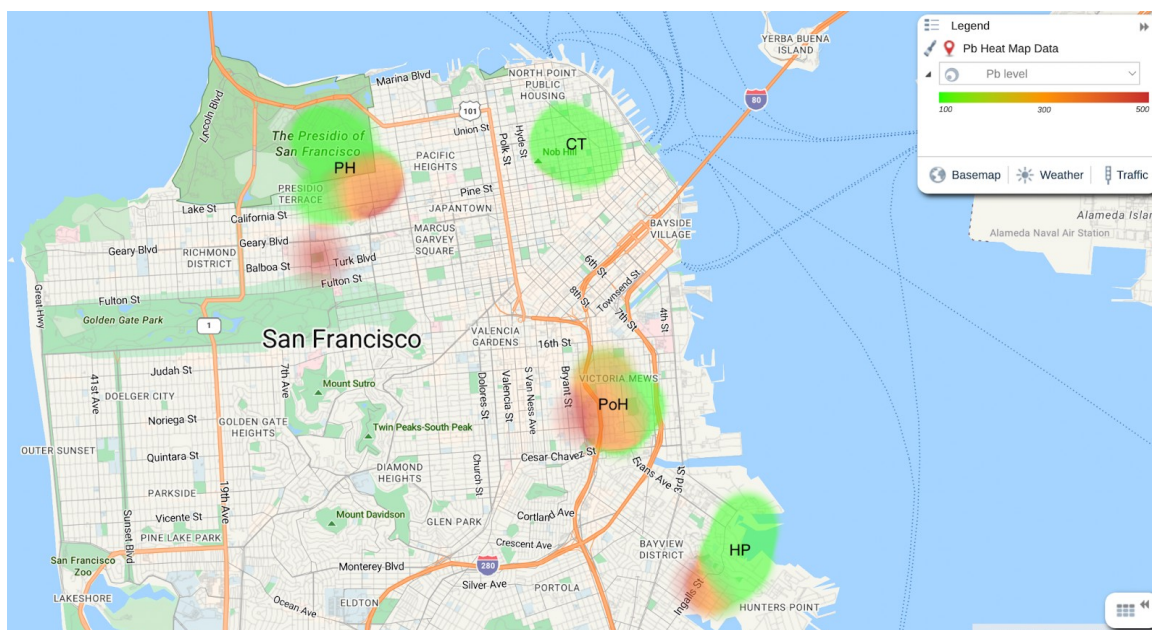 Legend
Pb Heat Map Data
Pb level
100 300 500
Basemap Weather Traffic
YERBA BUENA
ISLAND
80
Alameda Islan
Alameda Naval Air Station
Lincoln Blvd
Marina Blvd
NORTH POINT
PUBLIC
HOUSING
101
Union St
Hyde St
Polk St
The Presidio of
San Francisco
PH
CT
Nob Hill
PACIFIC
HEIGHTS
PRESIDIO
TERRACE
Pine St
Lake St
California St
JAPANTOWN
BAYSIDE
VILLAGE
Geary Blvd
Geary Blvd
RICHMOND
DISTRICT
MARCUS
GARVEY
SQUARE
Balboa St
Turk Blvd
Fulton St
6th St
8th St
Townsend St
7th St
4th St
Great Hwy
Fulton St
Golden Gate Park
1
San Francisco
VALENCIA
GARDENS
16th St
Judah St
7th Ave
Mount Sutro
41st Ave
DOELGER CITY
Dolores St
Valencia St
S Van Ness Ave
Bryant St
VICTORIA MEWS
PoH
Noriega St
GOLDEN GATE
HEIGHTS
Twin Peaks-South Peak
OUTER SUNSET
Quintara St
Cesar Chavez St
Evans Ave
3rd St
DIAMOND
HEIGHTS
Church St
PARKSIDE
19th Ave
Sunset Blvd
Vicente St
PINE LAKE PARK
Mount Davidson
GLEN PARK
Cortland Ave
Crescent Ave
BAYVIEW
DISTRICT
HP
San Francisco
Zoo
Monterey Blvd
280
Silver Ave
PORTOLA
Ingalls St
HUNTERS POINT
LAKESHORE
Ocean Ave
ELDTON